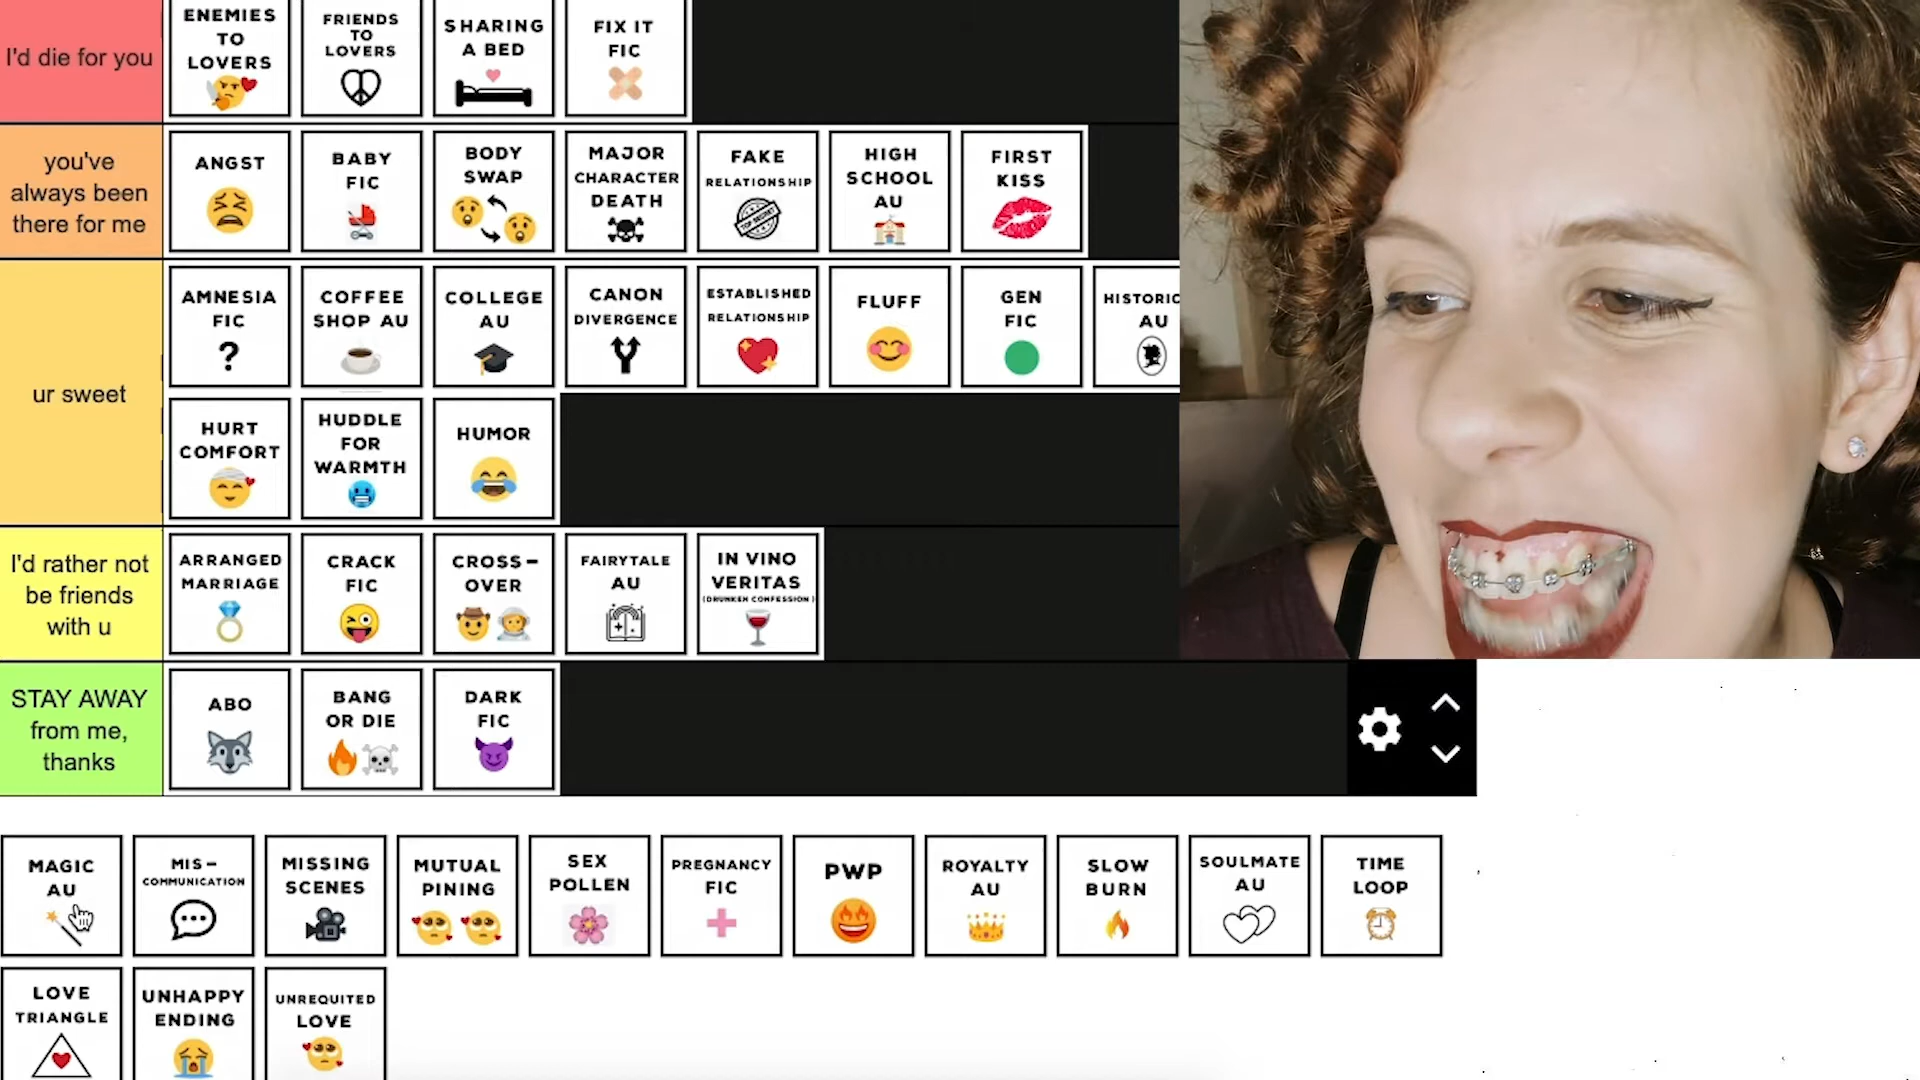 I'd die for you
ENEMIES
TO
LOVERS
FRIENDS
TO
LOVERS
SHARING
A BED
FIX IT
FIC
you've
always been
there for me
ANGST
BABY
FIC
BODY
SWAP
MAJOR
CHARACTER
DEATH
FAKE
RELATIONSHIP
TOP SECRET
HIGH
SCHOOL
AU
FIRST
KISS
ur sweet
AMNESIA
FIC
?
COFFEE
SHOP AU
COLLEGE
AU
CANON
DIVERGENCE
ESTABLISHED
RELATIONSHIP
FLUFF
GEN
FIC
HISTORIC
AU
HURT
COMFORT
HUDDLE
FOR
WARMTH
HUMOR
I'd rather not
be friends
with u
ARRANGED
MARRIAGE
CRACK
FIC
CROSS-
OVER
FAIRYTALE
AU
IN VINO
VERITAS
(DRUNKEN CONFESSION)
STAY AWAY
from me,
thanks
ABO
BANG
OR DIE
DARK
FIC
MAGIC
AU
MIS-
COMMUNICATION
MISSING
SCENES
MUTUAL
PINING
SEX
POLLEN
PREGNANCY
FIC
PWP
ROYALTY
AU
SLOW
BURN
SOULMATE
AU
TIME
LOOP
LOVE
TRIANGLE
UNHAPPY
ENDING
UNREQUITED
LOVE